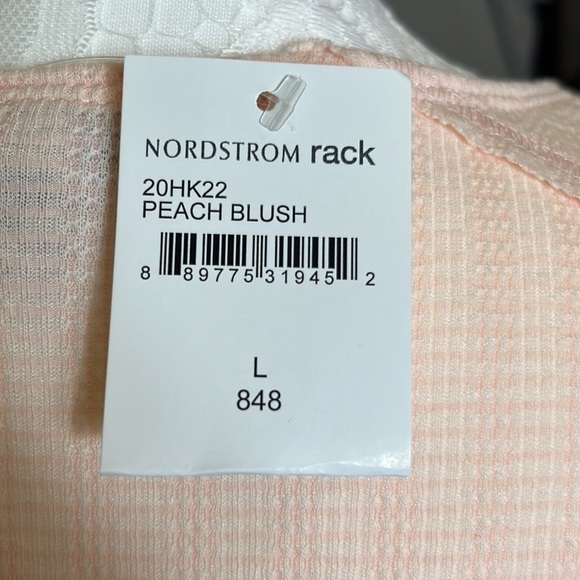 NORDSTROM rack
20HK22
PEACH BLUSH
8 89775 31945 2
L
848